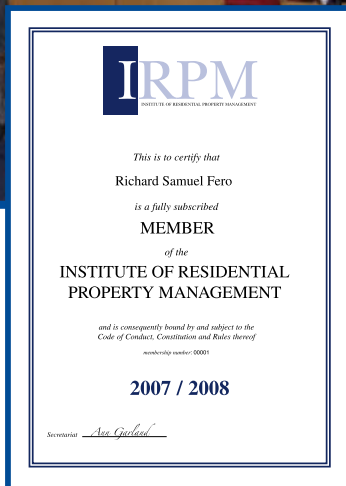 IRPM
INSTITUTE OF RESIDENTIAL PROPERTY MANAGEMENT
This is to certify that
Richard Samuel Fero
is a fully subscribed
MEMBER
of the
INSTITUTE OF RESIDENTIAL
PROPERTY MANAGEMENT
and is consequently bound by and subject to the
Code of Conduct, Constitution and Rules thereof
membership number: 00001
2007 / 2008
Secretariat Ann Garland